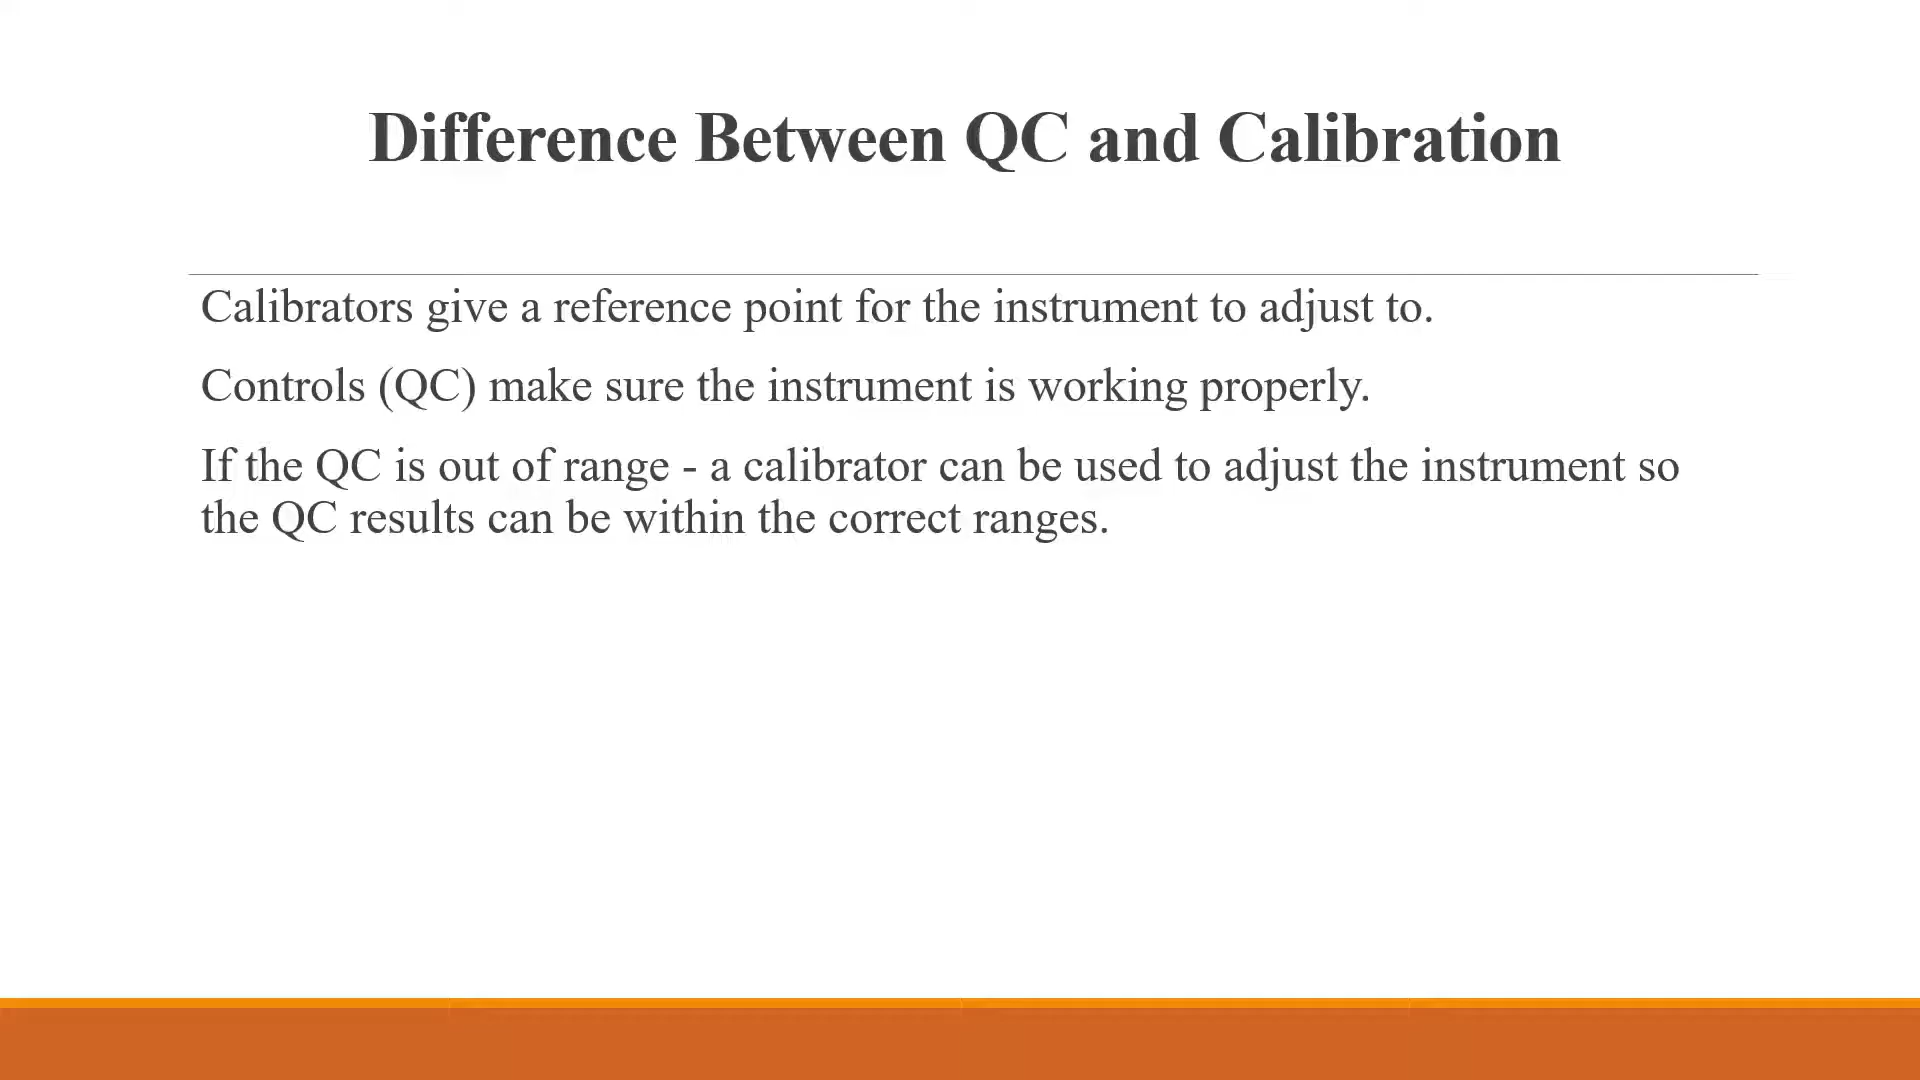 Difference Between QC and Calibration
Calibrators give a reference point for the instrument to adjust to.
Controls (QC) make sure the instrument is working properly.
If the QC is out of range - a calibrator can be used to adjust the instrument so
the QC results can be within the correct ranges.